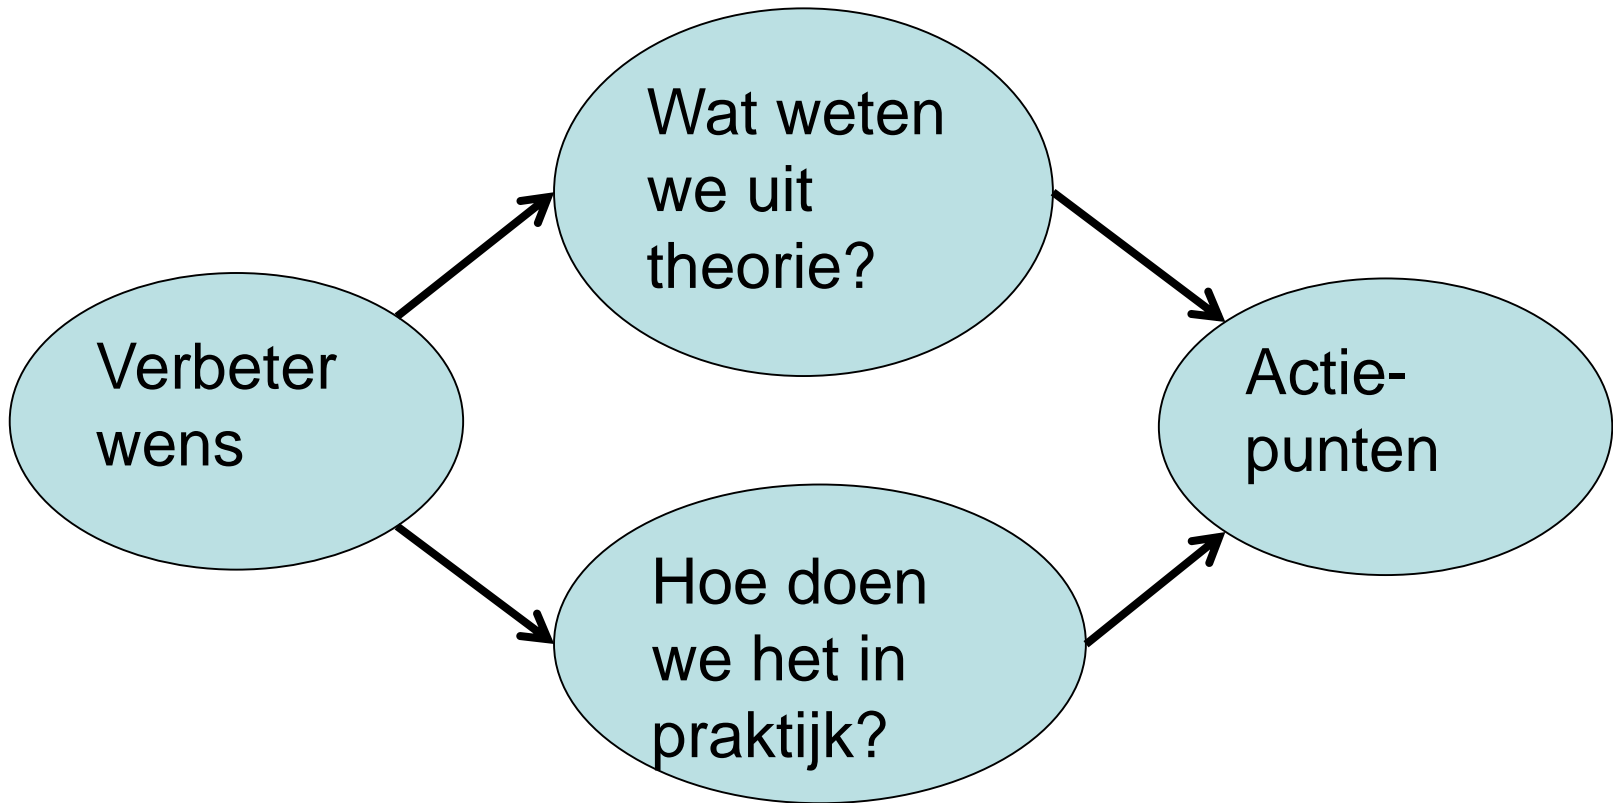 Verbeter
wens
Wat weten
we uit
theorie?
Hoe doen
we het in
praktijk?
Actie-
punten